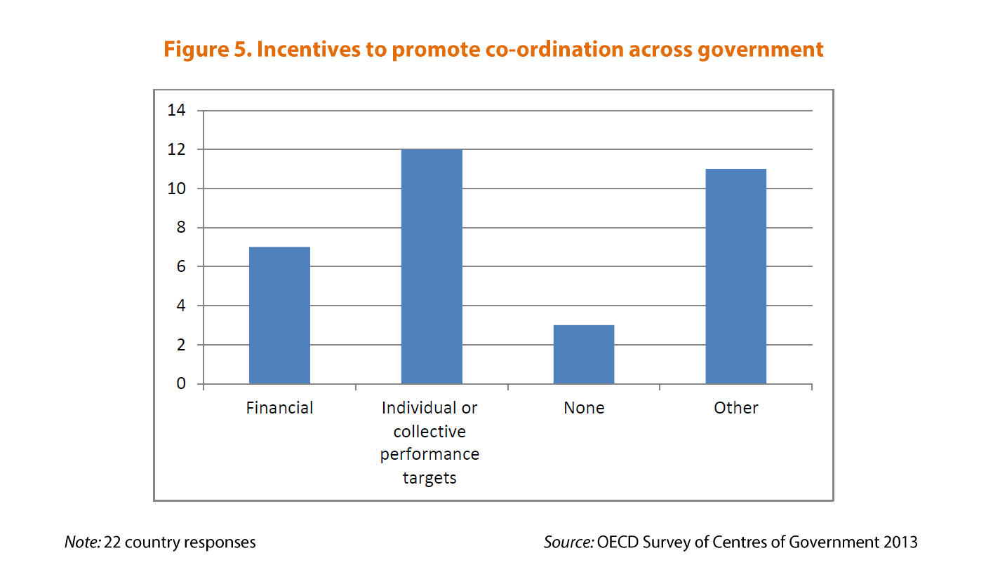 Figure 5. Incentives to promote co-ordination across government
14
12
10
8
6
4
2
0
Financial
Individual or
collective
performance
targets
None
Other
Note: 22 country responses
Source: OECD Survey of Centres of Government 2013